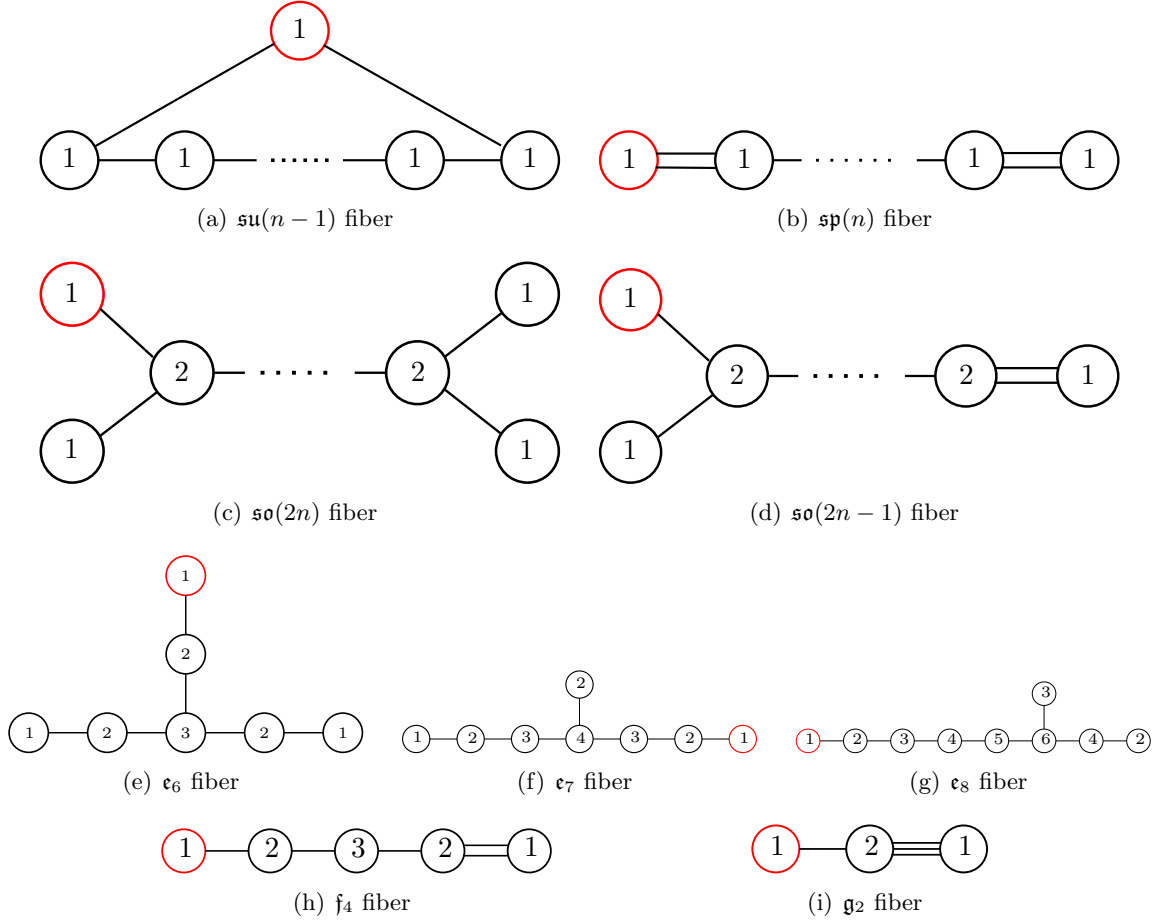 1
1 1 ...... 1 1
1 1 ...... 1 1
(a) 𝔰𝔲(n − 1) fiber
(b) 𝔰𝔭(n) fiber
1 1
2 ..... 2
1 1
1
2 ..... 2 1
1
(c) 𝔰𝔬(2n) fiber
(d) 𝔰𝔬(2n − 1) fiber
1
2
1 2 3 2 1
2
1 2 3 4 3 2 1
3
1 2 3 4 5 6 4 2
(e) 𝔢₆ fiber
(f) 𝔢₇ fiber
(g) 𝔢₈ fiber
1 2 3 2 1
1 2 1
(h) 𝔣₄ fiber
(i) 𝔤₂ fiber